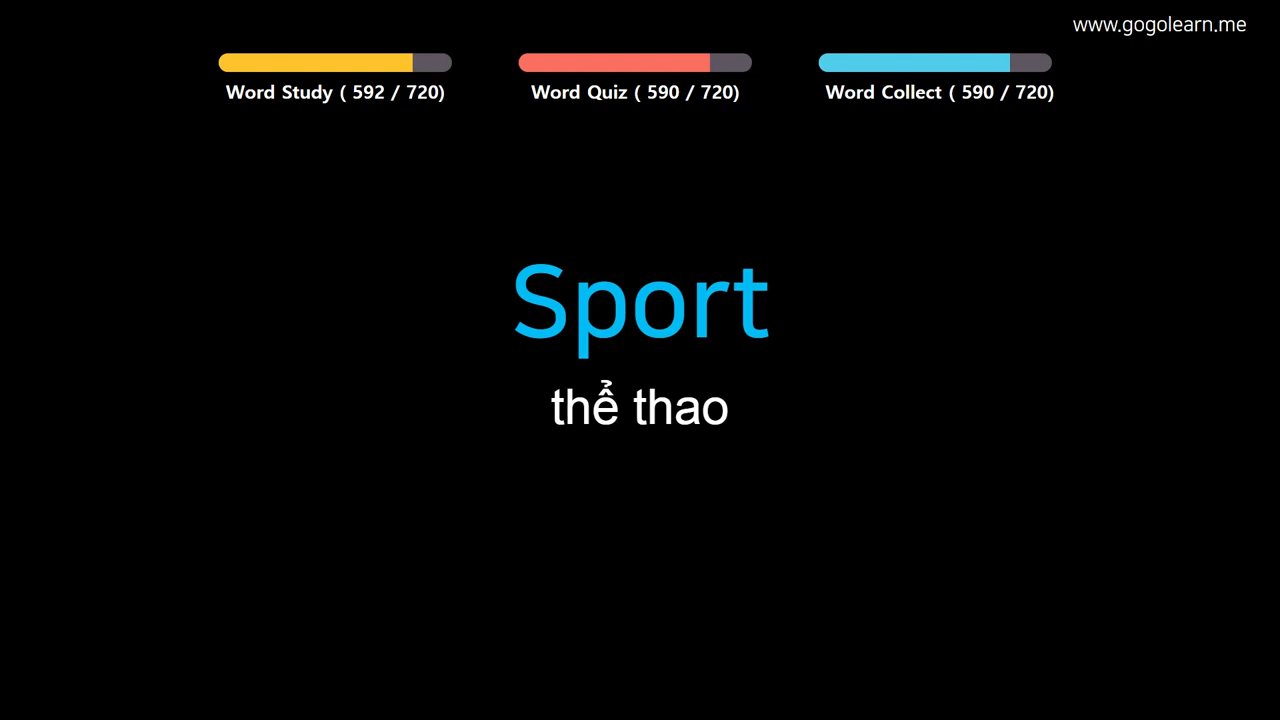 www.gogolearn.me
Word Study ( 592 / 720)
Word Quiz ( 590 / 720)
Word Collect ( 590 / 720)
Sport
thể thao